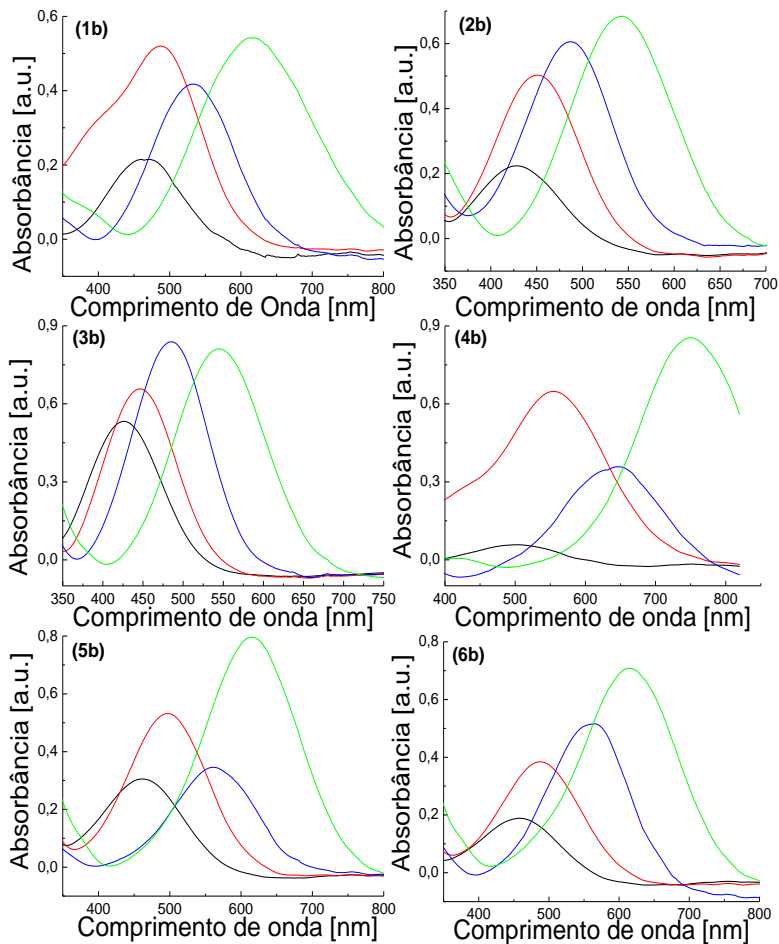 (1b)
0,6
0,4
0,2
0,0
Absorbância [a.u.]
400 500 600 700 800
Comprimento de Onda [nm]
(2b)
0,6
0,4
0,2
0,0
Absorbância [a.u.]
350 400 450 500 550 600 650 700
Comprimento de onda [nm]
(3b)
0,9
0,6
0,3
0,0
Absorbância [a.u.]
350 400 450 500 550 600 650 700 750
Comprimento de onda [nm]
(4b)
0,9
0,6
0,3
0,0
Absorbância [a.u.]
400 500 600 700 800
Comprimento de onda [nm]
(5b)
0,8
0,6
0,4
0,2
0,0
Absorbância [a.u.]
400 500 600 700 800
Comprimento de onda [nm]
(6b)
0,8
0,6
0,4
0,2
0,0
Absorbância [a.u.]
400 500 600 700 800
Comprimento de onda [nm]